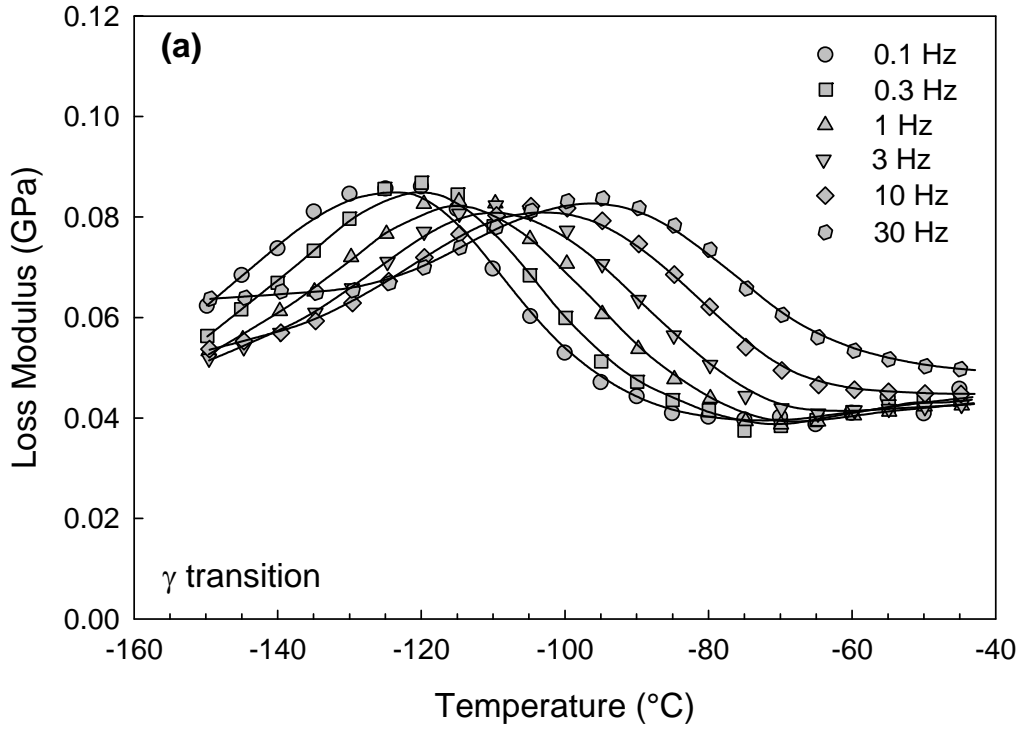 (a)
0.12
0.10
0.08
0.06
0.04
0.02
0.00
Loss Modulus (GPa)
0.1 Hz
0.3 Hz
1 Hz
3 Hz
10 Hz
30 Hz
γ transition
-160
-140
-120
-100
-80
-60
-40
Temperature (°C)